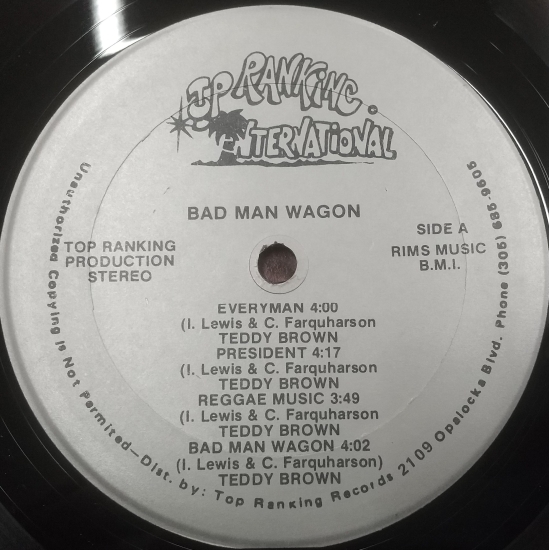 TOP RANKING
INTERNATIONAL
BAD MAN WAGON
TOP RANKING
PRODUCTION
STEREO
SIDE A
RIMS MUSIC
B.M.I.
EVERYMAN 4:00
(I. Lewis & C. Farquharson
TEDDY BROWN
PRESIDENT 4:17
(I. Lewis & C. Farquharson
TEDDY BROWN
REGGAE MUSIC 3:49
(I. Lewis & C. Farquharson
TEDDY BROWN
BAD MAN WAGON 4:02
(I. Lewis & C. Farquharson)
TEDDY BROWN
Unauthorized Copying is Not Permited-Dist. by: Top Ranking Records 2109 Opalocka Blvd. Phone (305) 685-9605